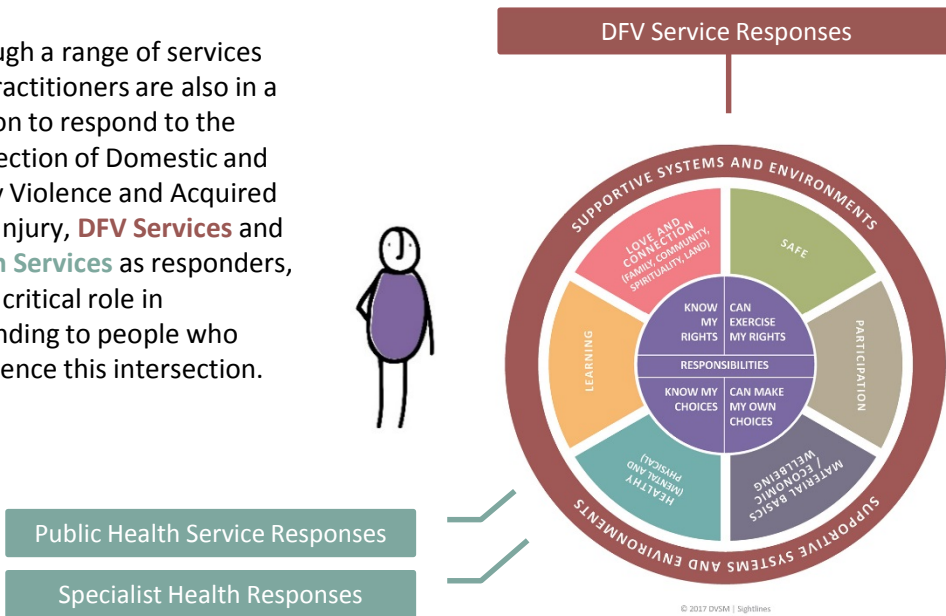 DFV Service Responses
ugh a range of services
ractitioners are also in a
on to respond to the
ection of Domestic and
y Violence and Acquired
njury, DFV Services and
n Services as responders,
critical role in
nding to people who
ence this intersection.
SUPPORTIVE SYSTEMS AND ENVIRONMENTS
LOVE AND
CONNECTION
(FAMILY, COMMUNITY,
SPIRITUALITY, LAND)
SAFE
PARTICIPATION
MATERIAL BASICS
/ ECONOMIC
WELLBEING
HEALTHY
(MENTAL AND
PHYSICAL)
LEARNING
KNOW
MY
RIGHTS
CAN
EXERCISE
MY RIGHTS
RESPONSIBILITIES
KNOW MY
CHOICES
CAN MAKE
MY OWN
CHOICES
SUPPORTIVE SYSTEMS AND ENVIRONMENTS
Public Health Service Responses
Specialist Health Responses
© 2017 DVSM | Sightlines